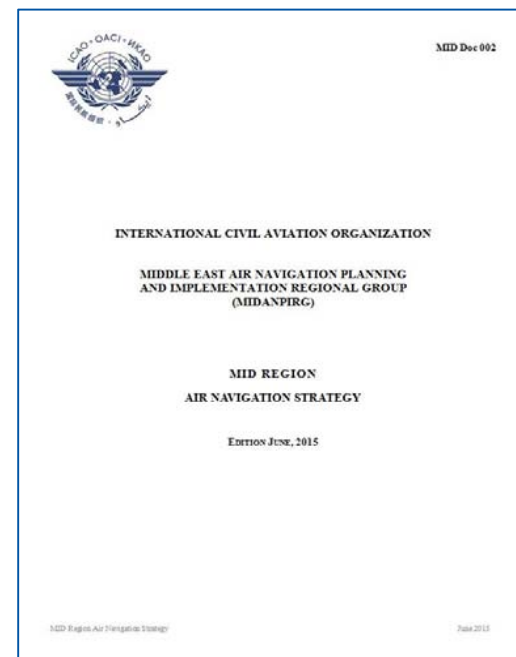 MID Doc 002
ICAO · OACI · ИКАО
INTERNATIONAL CIVIL AVIATION ORGANIZATION
MIDDLE EAST AIR NAVIGATION PLANNING
AND IMPLEMENTATION REGIONAL GROUP
(MIDANPIRG)
MID REGION
AIR NAVIGATION STRATEGY
EDITION JUNE, 2015
MID Region Air Navigation Strategy
June 2015